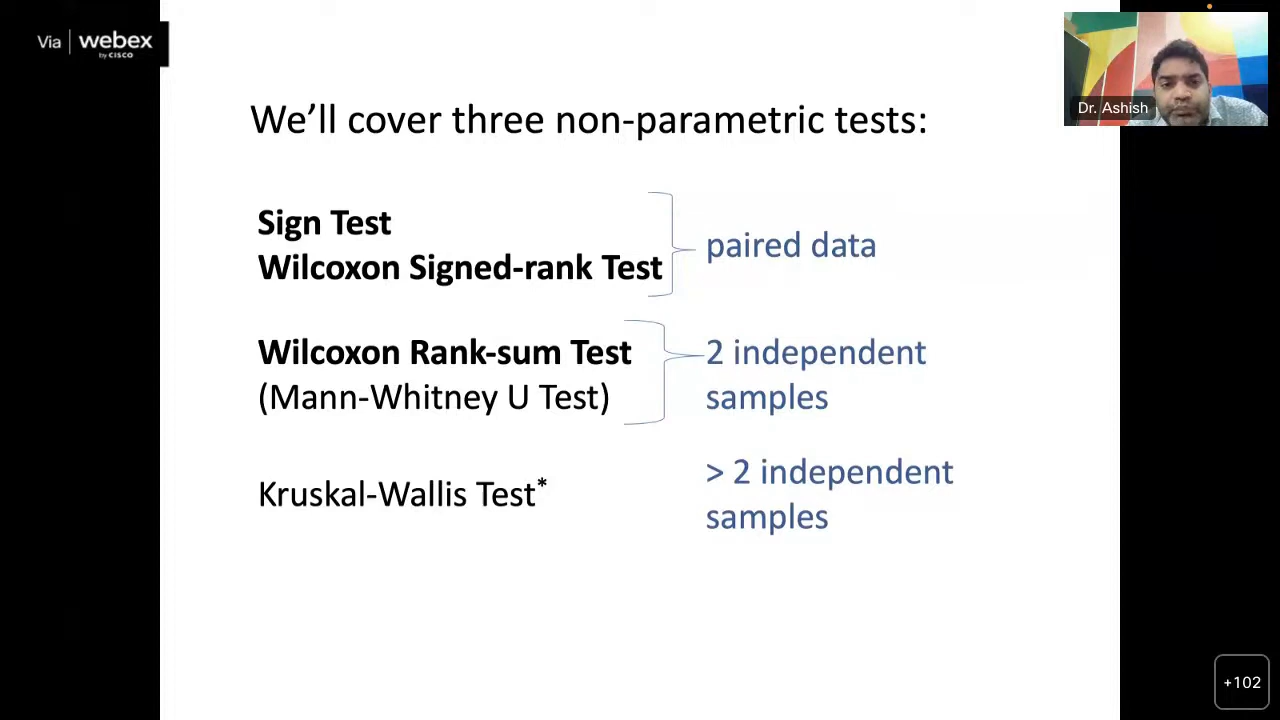 Via webex
by CISCO
Dr. Ashish
We’ll cover three non-parametric tests:
Sign Test
Wilcoxon Signed-rank Test
paired data
Wilcoxon Rank-sum Test
(Mann-Whitney U Test)
2 independent
samples
Kruskal-Wallis Test*
> 2 independent
samples
+102